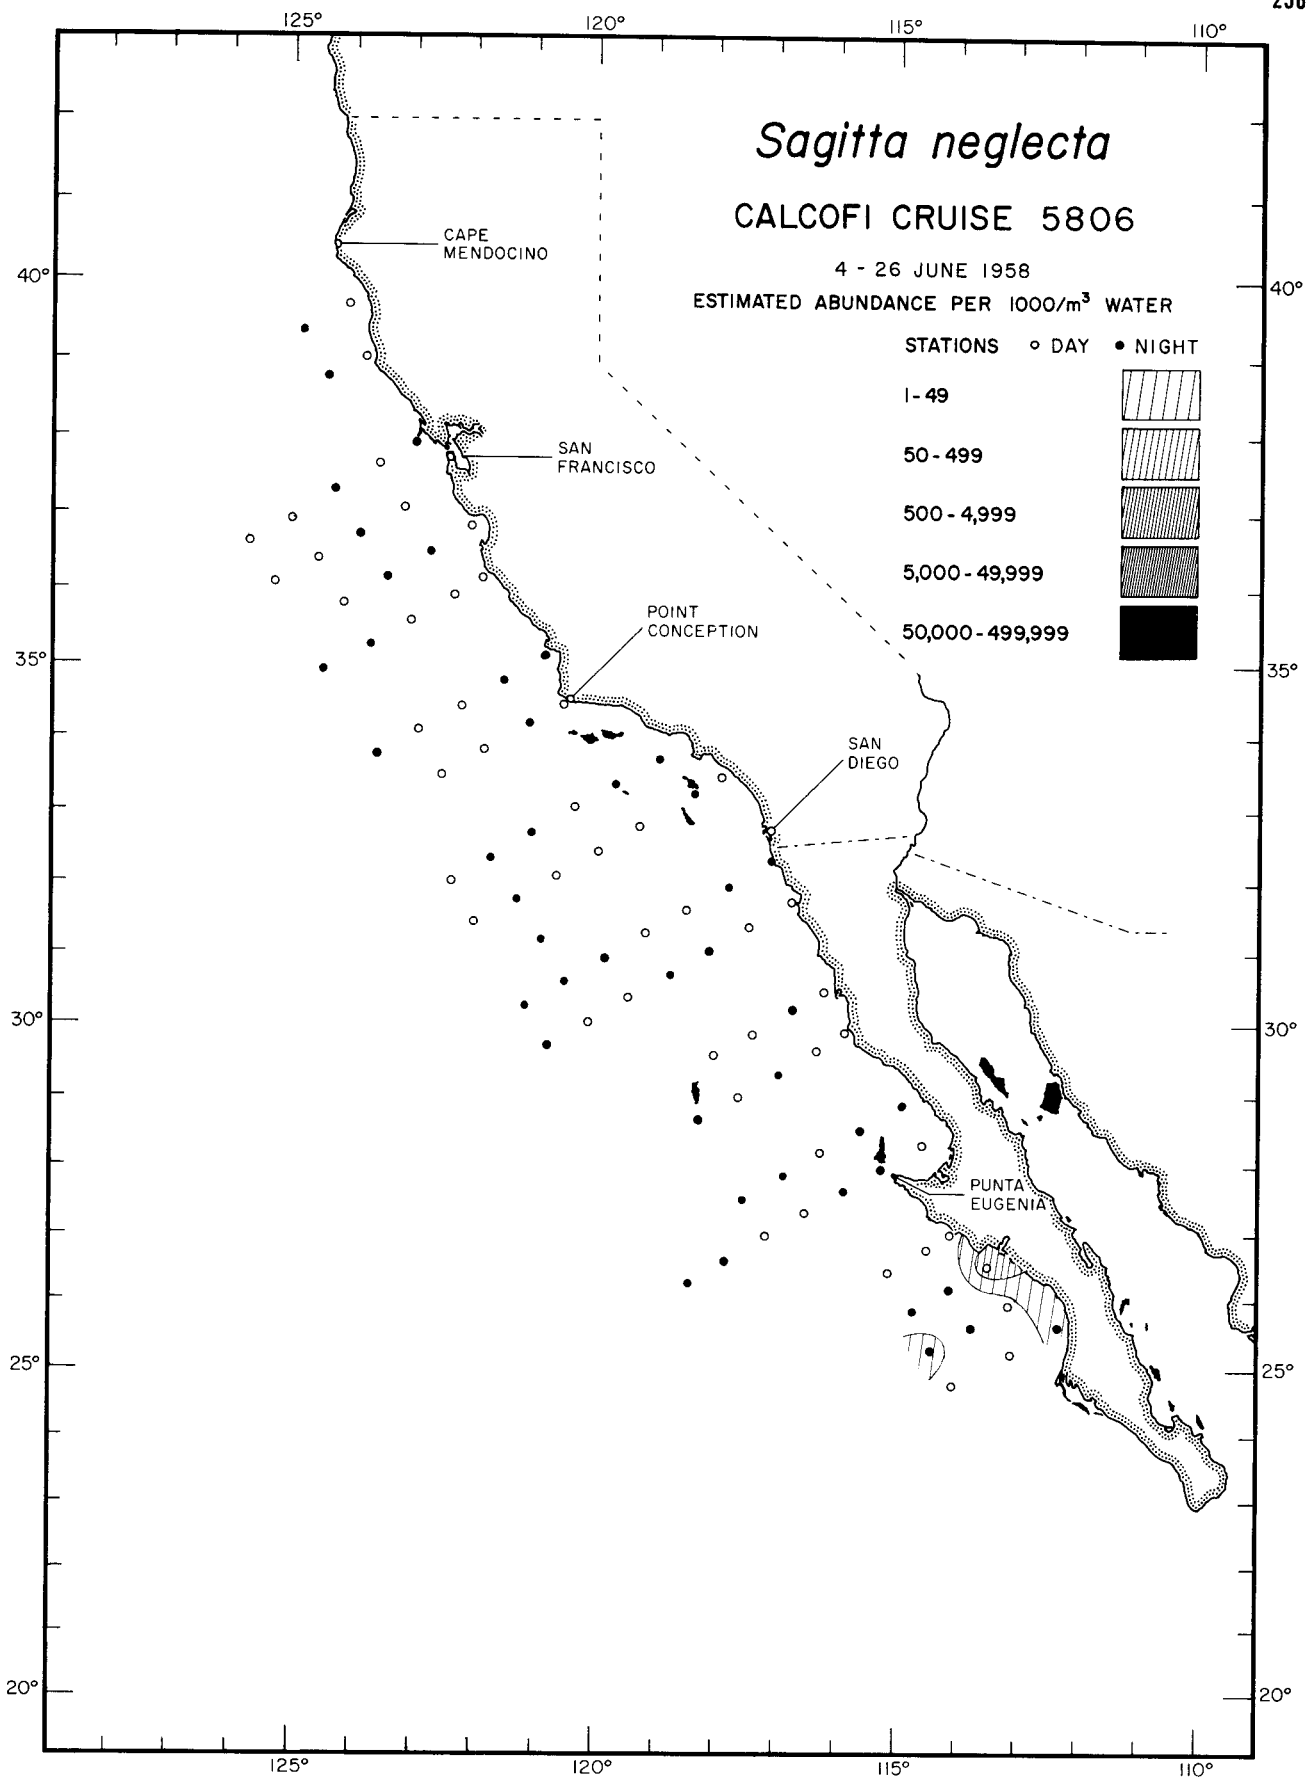 125°
120°
115°
110°
Sagitta neglecta
CALCOFI CRUISE 5806
4 - 26 JUNE 1958
ESTIMATED ABUNDANCE PER 1000/m³ WATER
STATIONS ○ DAY ● NIGHT
1-49
50-499
500-4,999
5,000-49,999
50,000-499,999
CAPE
MENDOCINO
40°
40°
SAN
FRANCISCO
POINT
CONCEPTION
35°
35°
SAN
DIEGO
30°
30°
PUNTA
EUGENIA
25°
25°
20°
20°
125°
120°
115°
110°